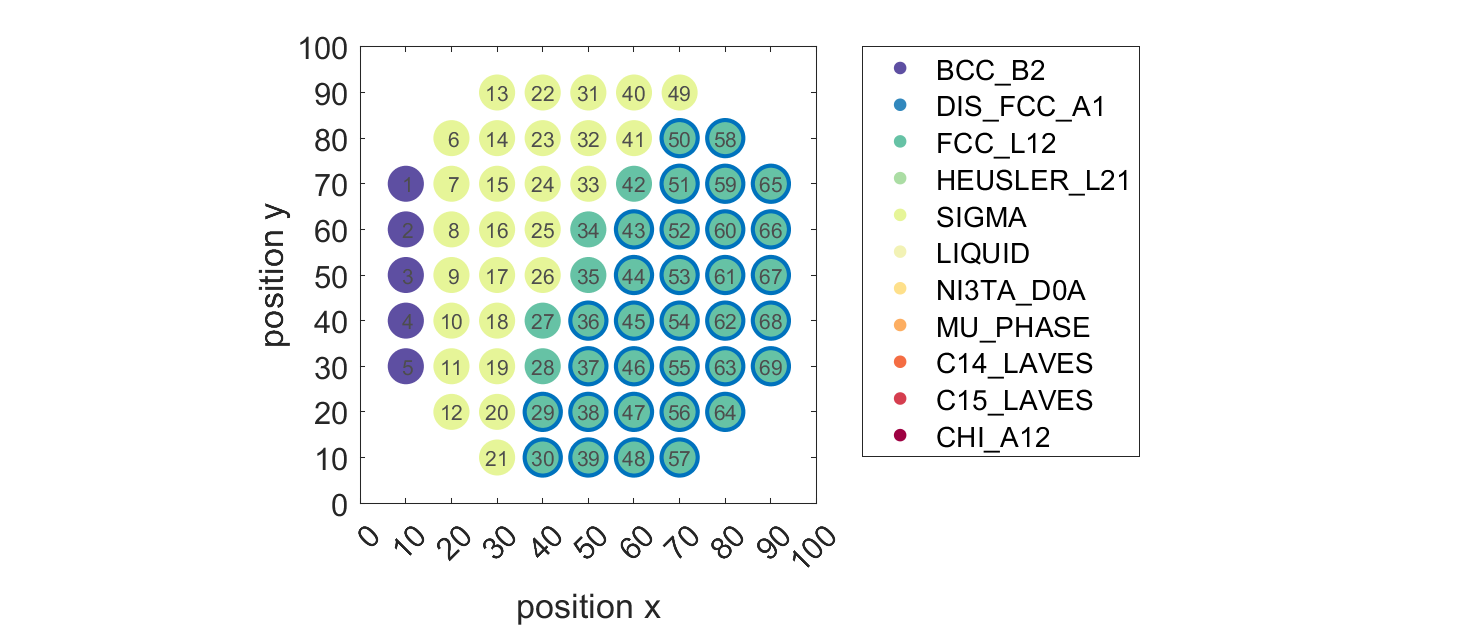 100
90
80
70
60
50
40
30
20
10
0
position y
13 22 31 40 49
6 14 23 32 41 50 58
1 7 15 24 33 42 51 59 65
2 8 16 25 34 43 52 60 66
3 9 17 26 35 44 53 61 67
4 10 18 27 36 45 54 62 68
5 11 19 28 37 46 55 63 69
12 20 29 38 47 56 64
21 30 39 48 57
0 10 20 30 40 50 60 70 80 90 100
position x
BCC_B2
DIS_FCC_A1
FCC_L12
HEUSLER_L21
SIGMA
LIQUID
NI3TA_D0A
MU_PHASE
C14_LAVES
C15_LAVES
CHI_A12